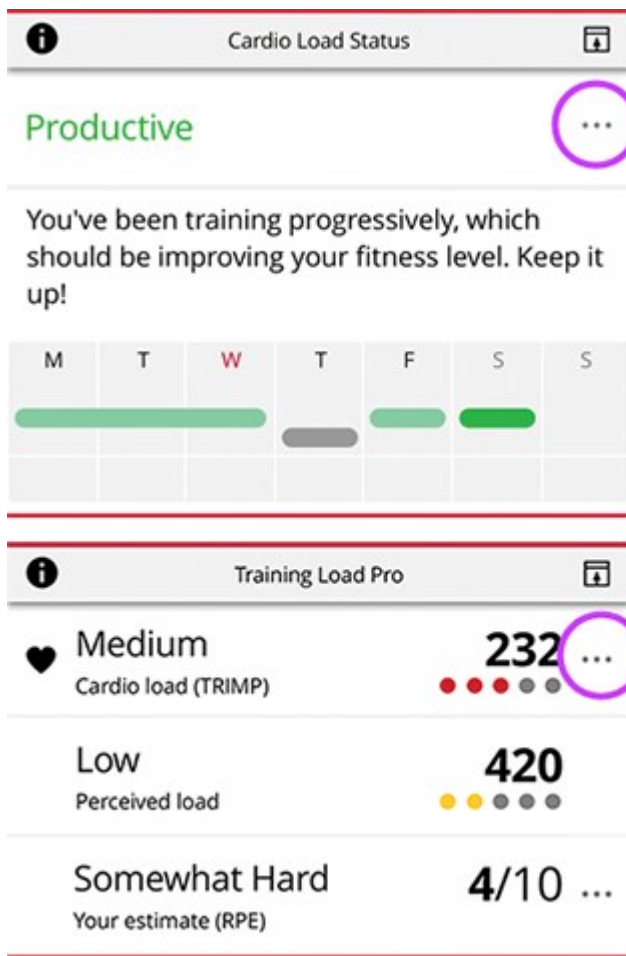 Cardio Load Status
Productive
...
You've been training progressively, which
should be improving your fitness level. Keep it
up!
M T W T F S S
Training Load Pro
Medium 232 ...
Cardio load (TRIMP)
Low 420
Perceived load
Somewhat Hard 4/10 ...
Your estimate (RPE)